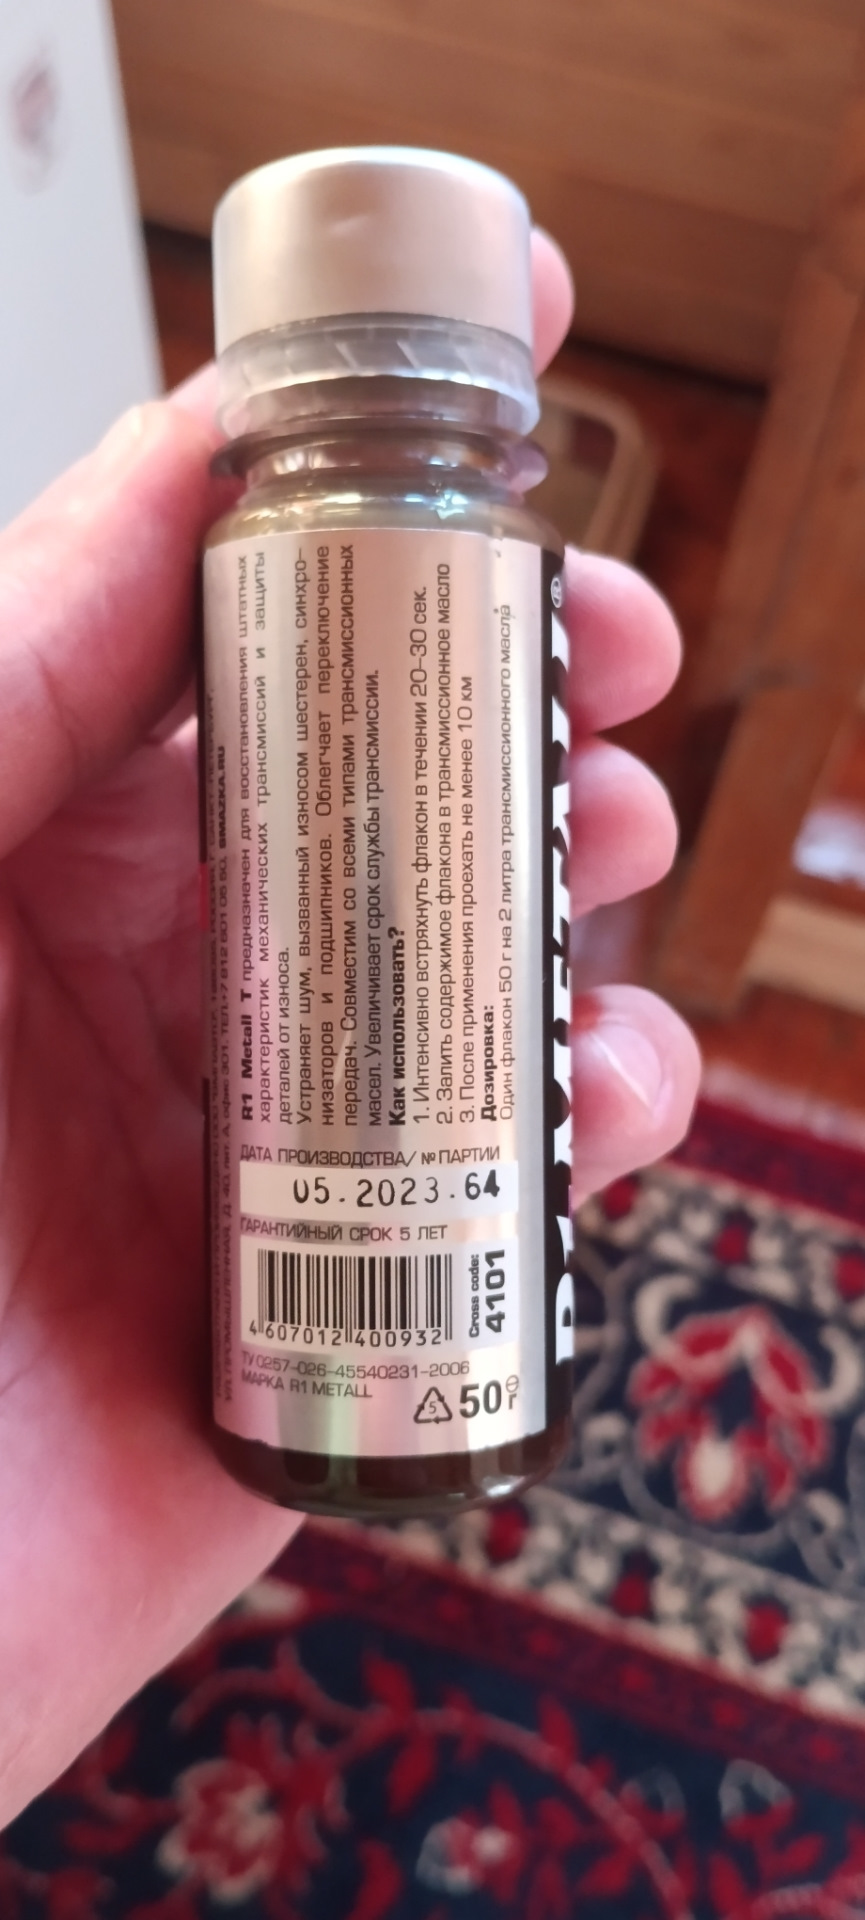 R1 Metall T предназначен для восстановления штатных
характеристик механических трансмиссий и защиты
деталей от износа.
Устраняет шум, вызванный износом шестерен, синхро-
низаторов и подшипников. Облегчает переключение
передач. Совместим со всеми типами трансмиссионных
масел. Увеличивает срок службы трансмиссии.
Как использовать?
1. Интенсивно встряхнуть флакон в течении 20-30 сек.
2. Залить содержимое флакона в трансмиссионное масло
3. После применения проехать не менее 10 км
Дозировка:
Один флакон 50 г на 2 литра трансмиссионного масла
ДАТА ПРОИЗВОДСТВА/ № ПАРТИИ
05.2023.64
ГАРАНТИЙНЫЙ СРОК 5 ЛЕТ
4 607012 400932
Cross code:
4101
ТУ 0257-026-45540231-2006
МАРКА R1 METALL
5
50 г
SMAZKA.RU